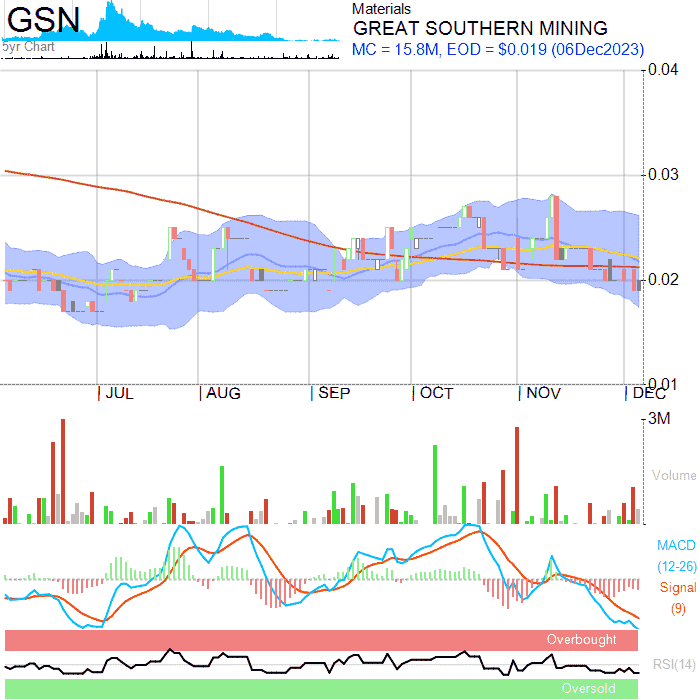 GSN
5yr Chart
Materials
GREAT SOUTHERN MINING
MC = 15.8M, EOD = $0.019 (06Dec2023)
0.04
0.03
0.02
0.01
JUL
AUG
SEP
OCT
NOV
DEC
3M
Volume
MACD
(12-26)
Signal
(9)
Overbought
RSI(14)
Oversold